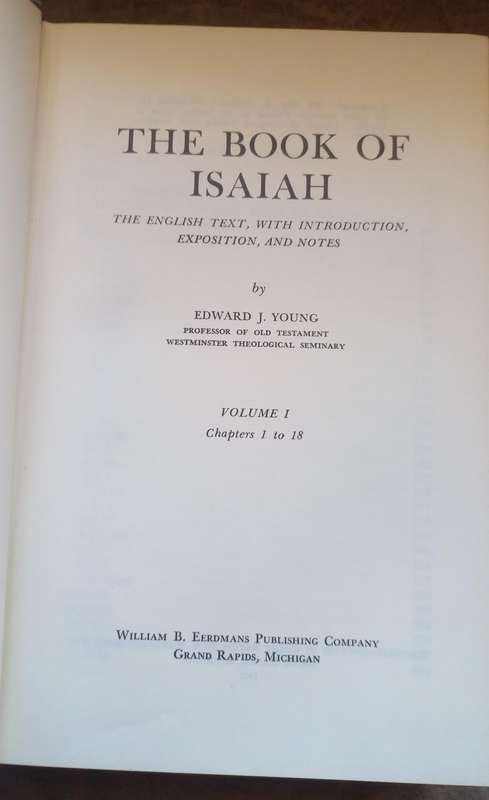 THE BOOK OF
ISAIAH
THE ENGLISH TEXT, WITH INTRODUCTION,
EXPOSITION, AND NOTES
by
EDWARD J. YOUNG
PROFESSOR OF OLD TESTAMENT
WESTMINSTER THEOLOGICAL SEMINARY
VOLUME I
Chapters 1 to 18
WILLIAM B. EERDMANS PUBLISHING COMPANY
GRAND RAPIDS, MICHIGAN